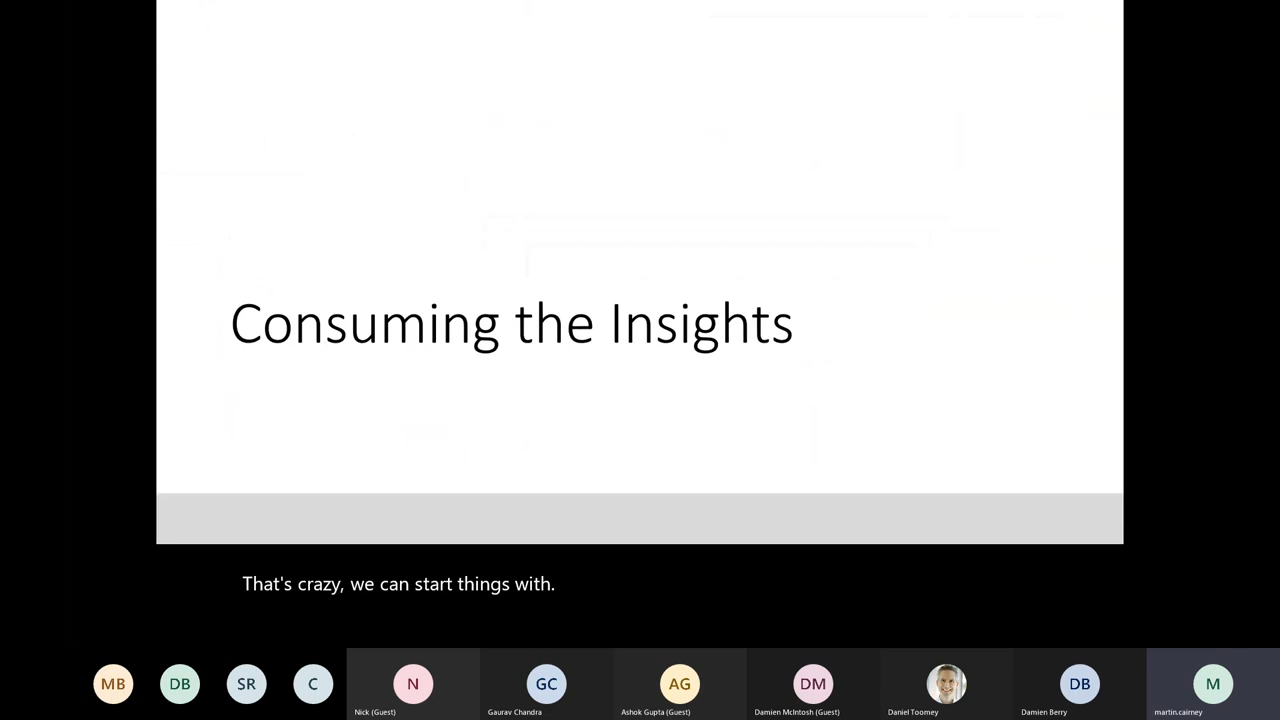 Consuming the Insights
That's crazy, we can start things with.
MB
DB
SR
C
N
GC
AG
DM
DB
M
Nick (Guest)
Gaurav Chandra
Ashok Gupta (Guest)
Damien McIntosh (Guest)
Daniel Toomey
Damien Berry
martin.cairney